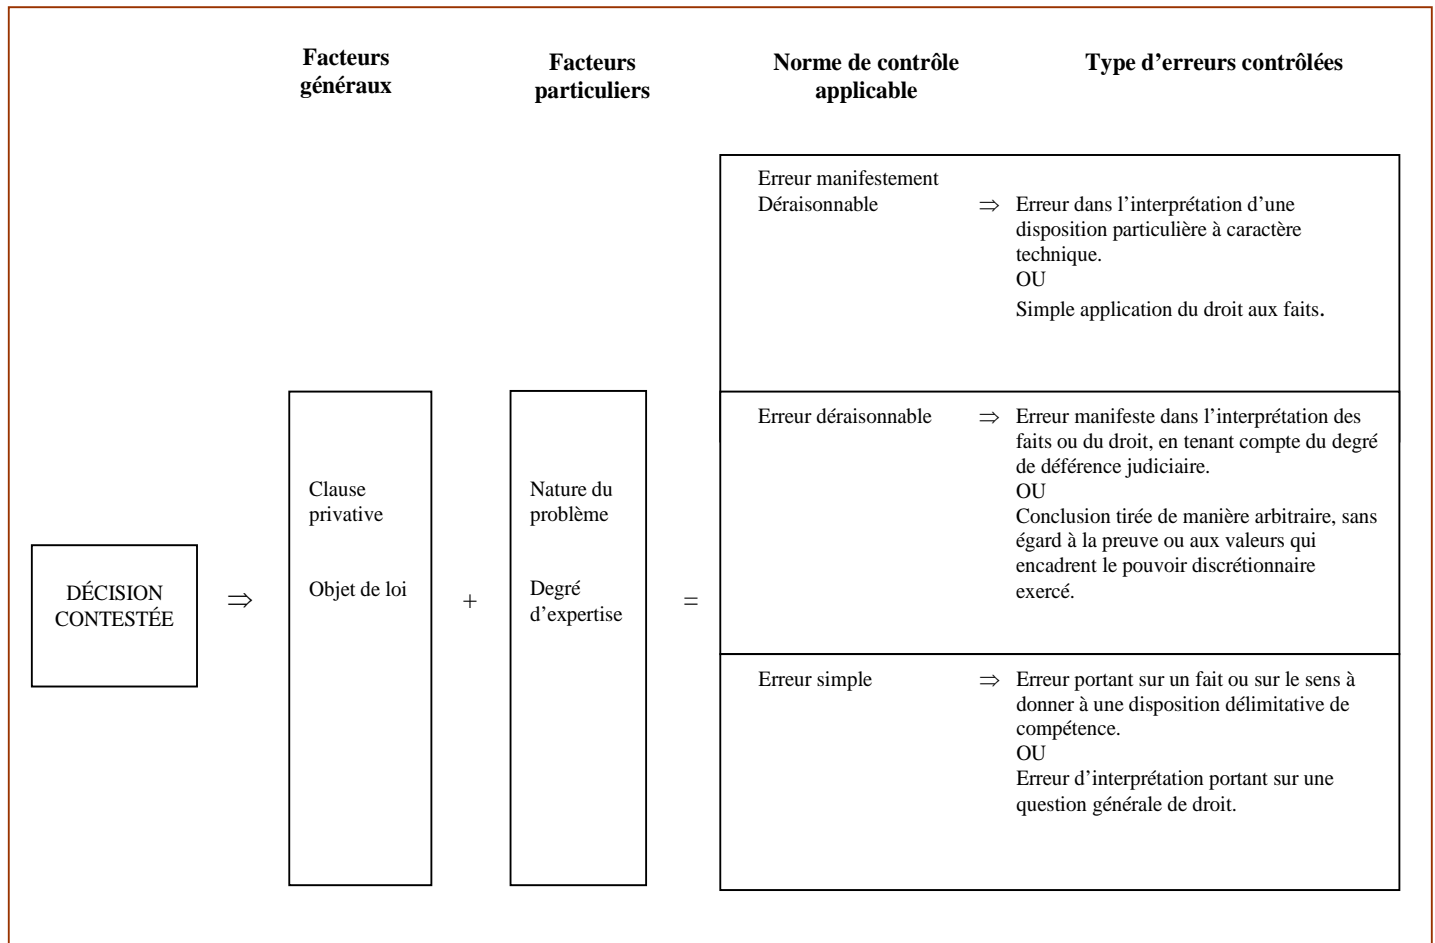 Facteurs
généraux
Facteurs
particuliers
Norme de contrôle
applicable
Type d'erreurs contrôlées
DÉCISION
CONTESTÉE
⇒
Clause
privative
Objet de loi
+
Nature du
problème
Degré
d'expertise
=
Erreur manifestement
Déraisonnable ⇒ Erreur dans l'interprétation d'une
disposition particulière à caractère
technique.
OU
Simple application du droit aux faits.
Erreur déraisonnable ⇒ Erreur manifeste dans l'interprétation des
faits ou du droit, en tenant compte du degré
de déférence judiciaire.
OU
Conclusion tirée de manière arbitraire, sans
égard à la preuve ou aux valeurs qui
encadrent le pouvoir discrétionnaire
exercé.
Erreur simple ⇒ Erreur portant sur un fait ou sur le sens à
donner à une disposition délimitative de
compétence.
OU
Erreur d'interprétation portant sur une
question générale de droit.